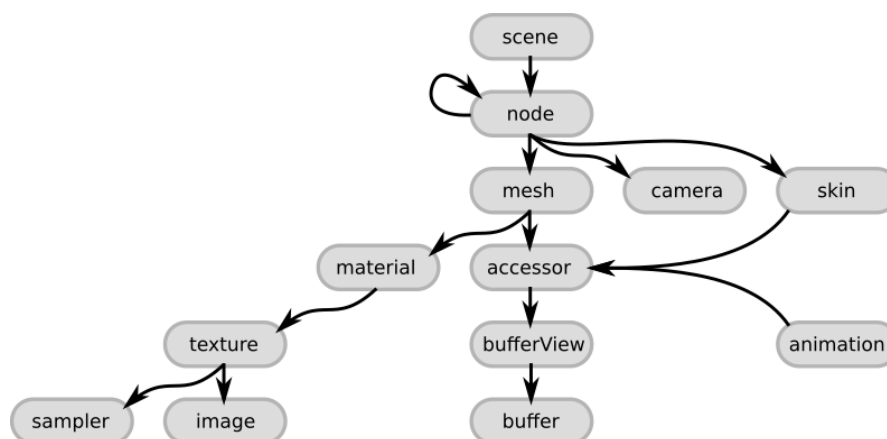 scene
node
mesh
camera
skin
material
accessor
texture
bufferView
animation
sampler
image
buffer